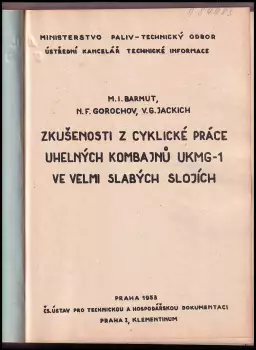 MINISTERSTVO PALIV-TECHNICKÝ ODBOR
ÚSTŘEDNÍ KANCELÁŘ TECHNICKÉ INFORMACE
M.I. BARMUT,
N.F. GOROCHOV, V.G. JACKICH
ZKUŠENOSTI Z CYKLICKÉ PRÁCE
UHELNÝCH KOMBAJNŮ UKMG-1
VE VELMI SLABÝCH SLOJÍCH
PRAHA 1953
ČS. ÚSTAV PRO TECHNICKOU A HOSPODÁŘSKOU DOKUMENTACI
PRAHA I, KLEMENTINUM